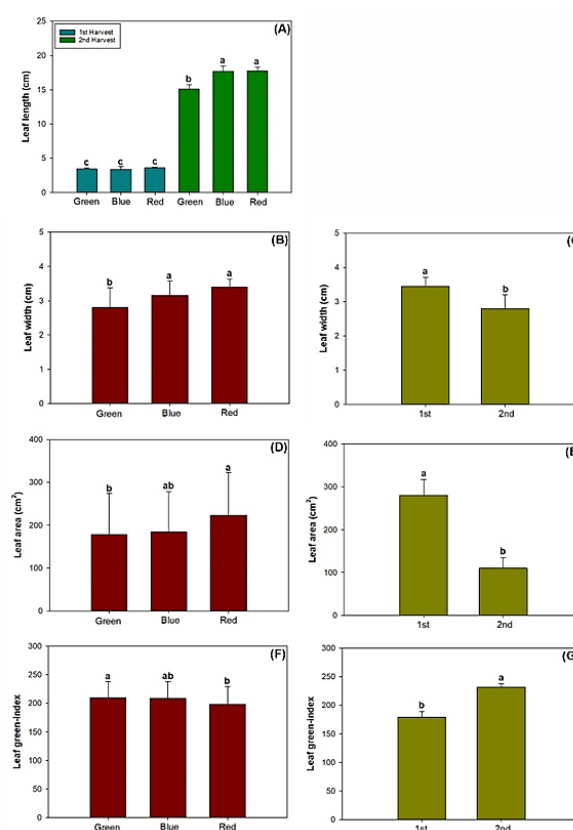 (A)
1st Harvest
2nd Harvest
Leaf length (cm)
25
20
15
10
5
0
c c c b a a
Green Blue Red Green Blue Red
(B)
Leaf width (cm)
5
4
3
2
1
0
b a a
Green Blue Red
(C
Leaf width (cm)
5
4
3
2
1
0
a b
1st 2nd
(D)
Leaf area (cm²)
400
300
200
100
0
b ab a
Green Blue Red
(E
Leaf area (cm²)
400
300
200
100
0
a b
1st 2nd
(F)
Leaf green-index
300
250
200
150
100
50
0
a ab b
Green Blue Red
(G
Leaf green-index
300
250
200
150
100
50
0
b a
1st 2nd